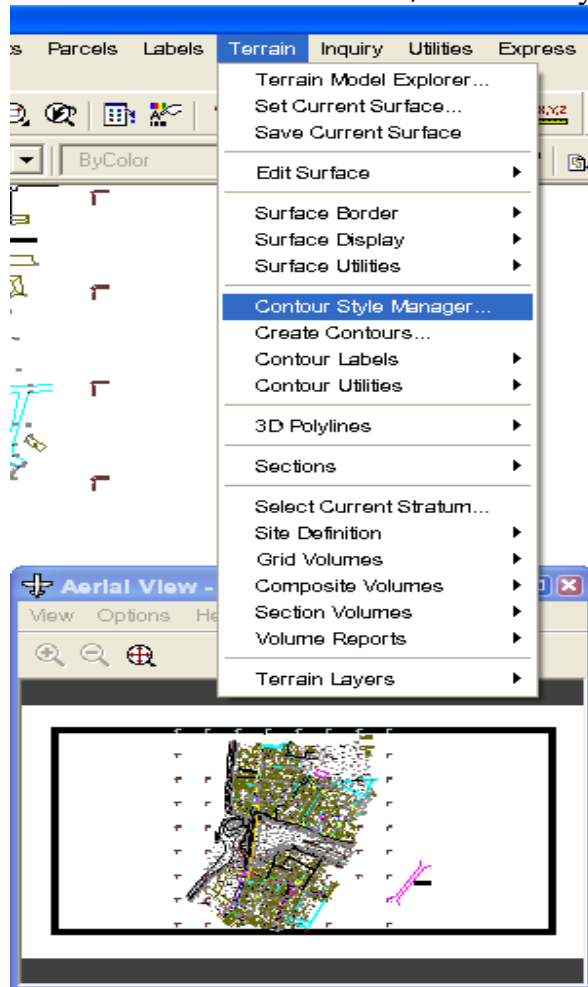 Parcels Labels Terrain Inquiry Utilities Express
Terrain Model Explorer...
Set Current Surface...
Save Current Surface
X,Y,Z
ByColor
Edit Surface
Surface Border
Surface Display
Surface Utilities
Contour Style Manager...
Create Contours...
Contour Labels
Contour Utilities
3D Polylines
Sections
Select Current Stratum...
Site Definition
Grid Volumes
Composite Volumes
Section Volumes
Volume Reports
Terrain Layers
Aerial View -
View Options He